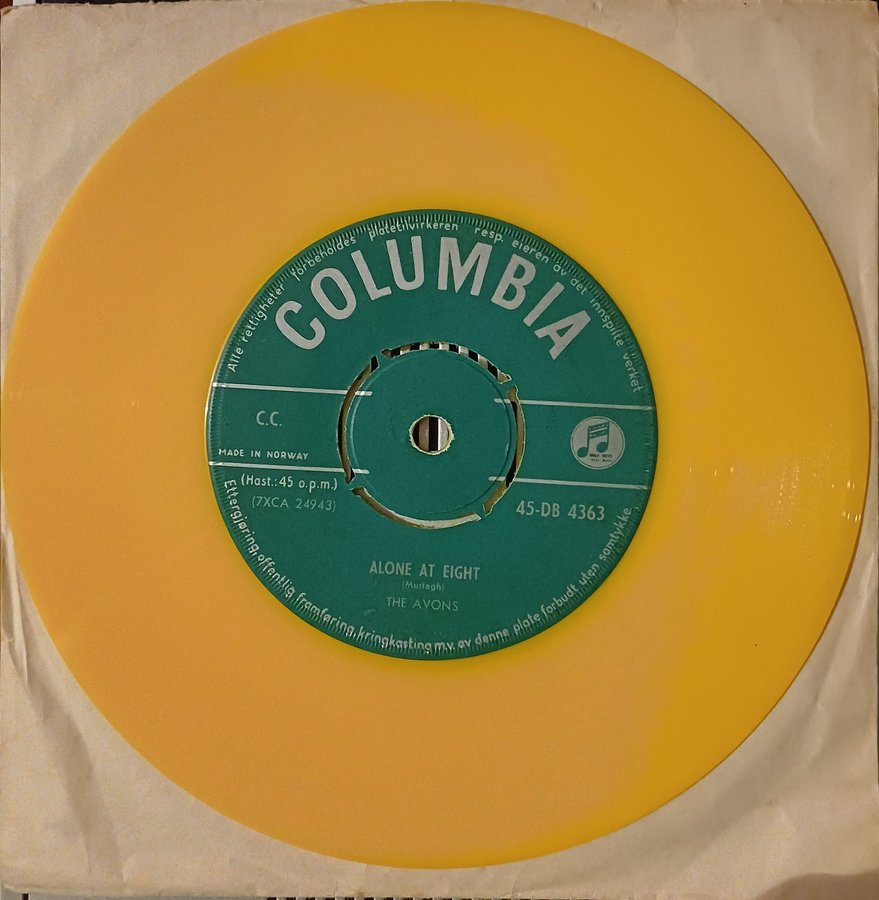 "Alle rettigheter forbeholdes platetilvirkeren resp. eieren av det innspilte verket
COLUMBIA
C.C.
MADE IN NORWAY
(Hast.: 45 o.p.m.)
(7XCA 24943)
45-DB 4363
ALONE AT EIGHT
(Murtagh)
THE AVONS
Ettergjøring, offentlig framføring, kringkasting m.v. av denne plate forbudt uten samtykke.